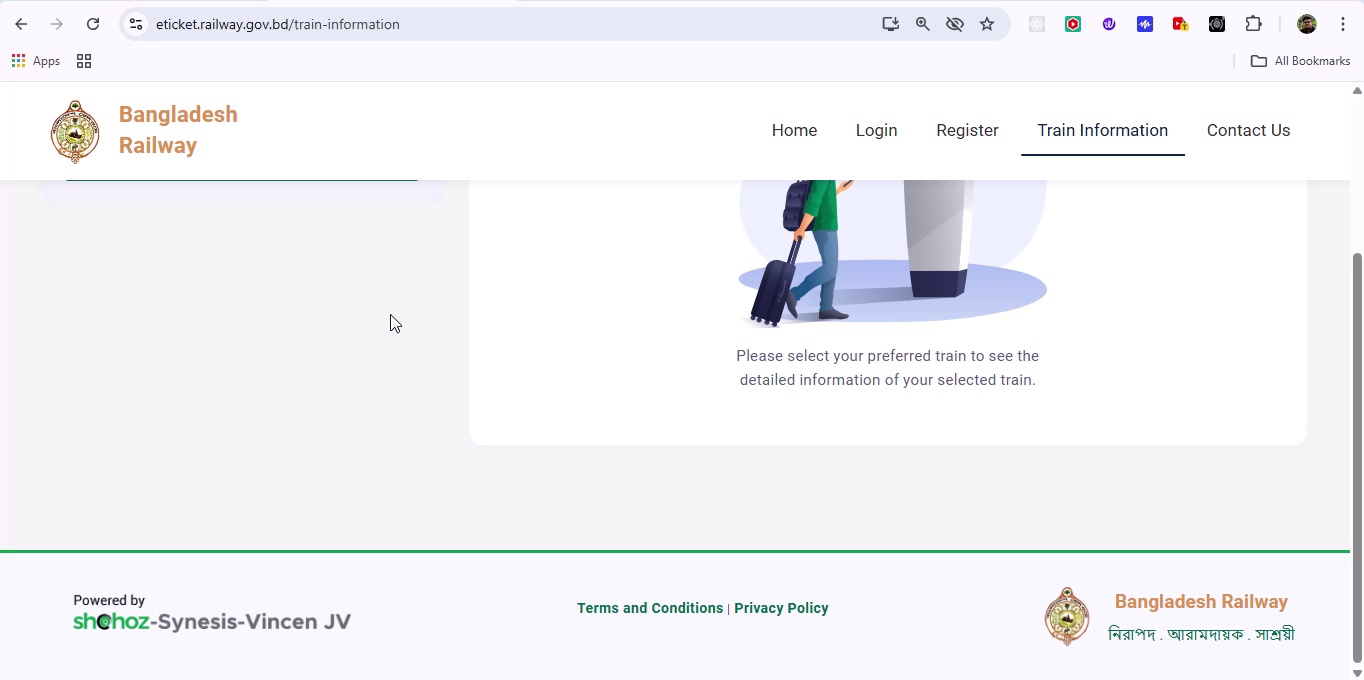 eticket.railway.gov.bd/train-information
Apps
All Bookmarks
Bangladesh
Railway
Home
Login
Register
Train Information
Contact Us
Please select your preferred train to see the
detailed information of your selected train.
Powered by
shohoz-Synesis-Vincen JV
Terms and Conditions | Privacy Policy
Bangladesh Railway
নিরাপদ . আরামদায়ক . সাশ্রয়ী